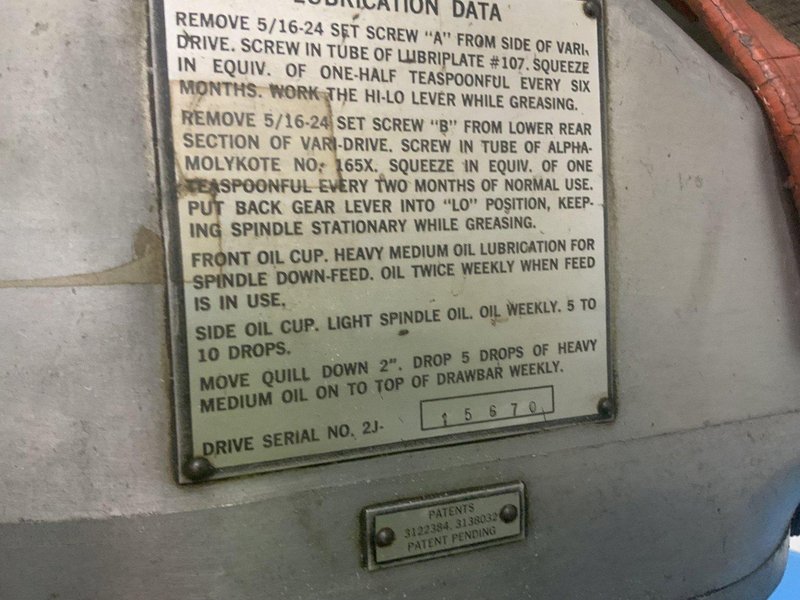 LUBRICATION DATA
REMOVE 5/16-24 SET SCREW "A" FROM SIDE OF VARI-
DRIVE. SCREW IN TUBE OF LUBRIPLATE #107. SQUEEZE
IN EQUIV. OF ONE-HALF TEASPOONFUL EVERY SIX
MONTHS. WORK THE HI-LO LEVER WHILE GREASING.
REMOVE 5/16-24 SET SCREW "B" FROM LOWER REAR
SECTION OF VARI-DRIVE. SCREW IN TUBE OF ALPHA-
MOLYKOTE NO. 165X. SQUEEZE IN EQUIV. OF ONE
TEASPOONFUL EVERY TWO MONTHS OF NORMAL USE.
PUT BACK GEAR LEVER INTO "LO" POSITION, KEEP-
ING SPINDLE STATIONARY WHILE GREASING.
FRONT OIL CUP. HEAVY MEDIUM OIL LUBRICATION FOR
SPINDLE DOWN-FEED. OIL TWICE WEEKLY WHEN FEED
IS IN USE.
SIDE OIL CUP. LIGHT SPINDLE OIL. OIL WEEKLY. 5 TO
10 DROPS.
MOVE QUILL DOWN 2". DROP 5 DROPS OF HEAVY
MEDIUM OIL ON TO TOP OF DRAWBAR WEEKLY.
DRIVE SERIAL NO. 2J- 15670
PATENTS
3122384, 3138032
PATENT PENDING